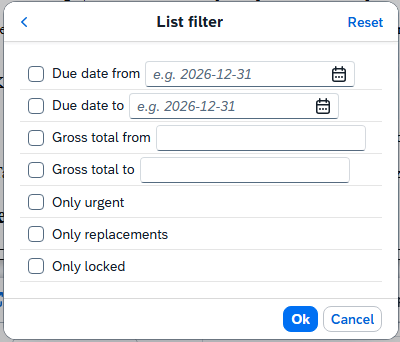 List filter
Reset
Due date from e.g. 2026-12-31
Due date to e.g. 2026-12-31
Gross total from
Gross total to
Only urgent
Only replacements
Only locked
Ok Cancel